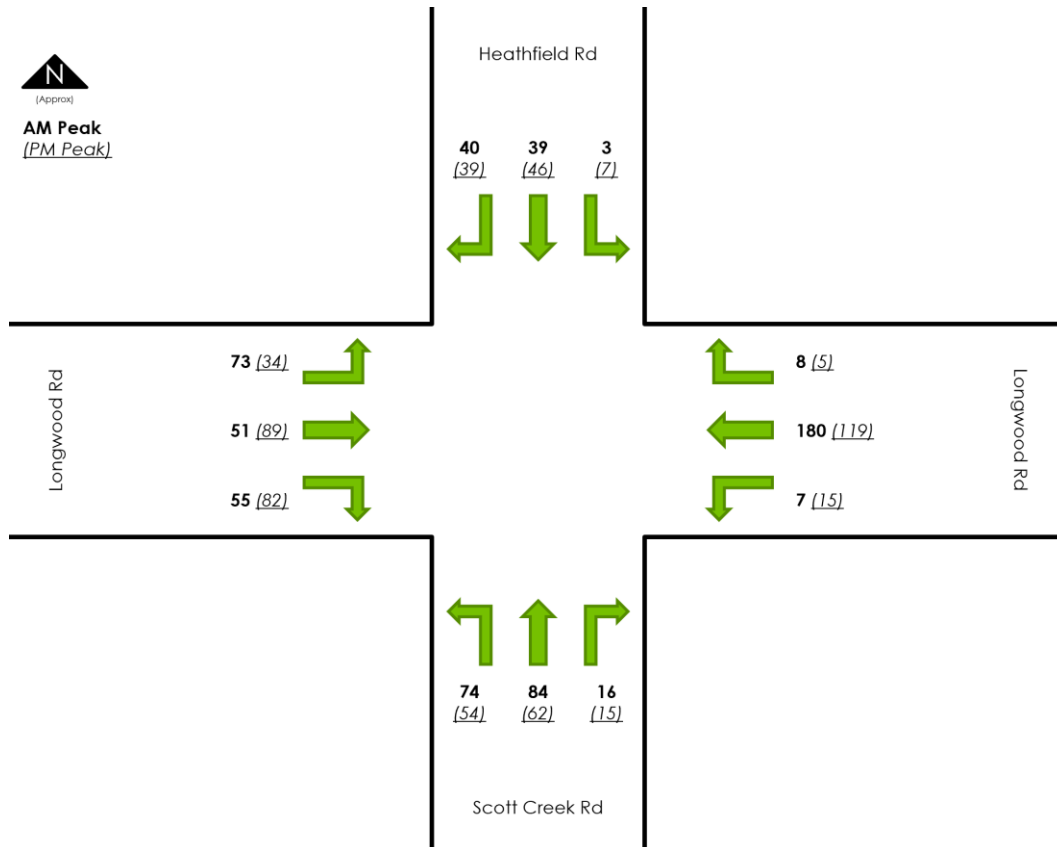 Heathfield Rd
N
(Approx)
AM Peak
(PM Peak)
40 39 3
(39) (46) (7)
73 (34)
8 (5)
Longwood Rd
51 (89)
180 (119)
Longwood Rd
55 (82)
7 (15)
74 84 16
(54) (62) (15)
Scott Creek Rd